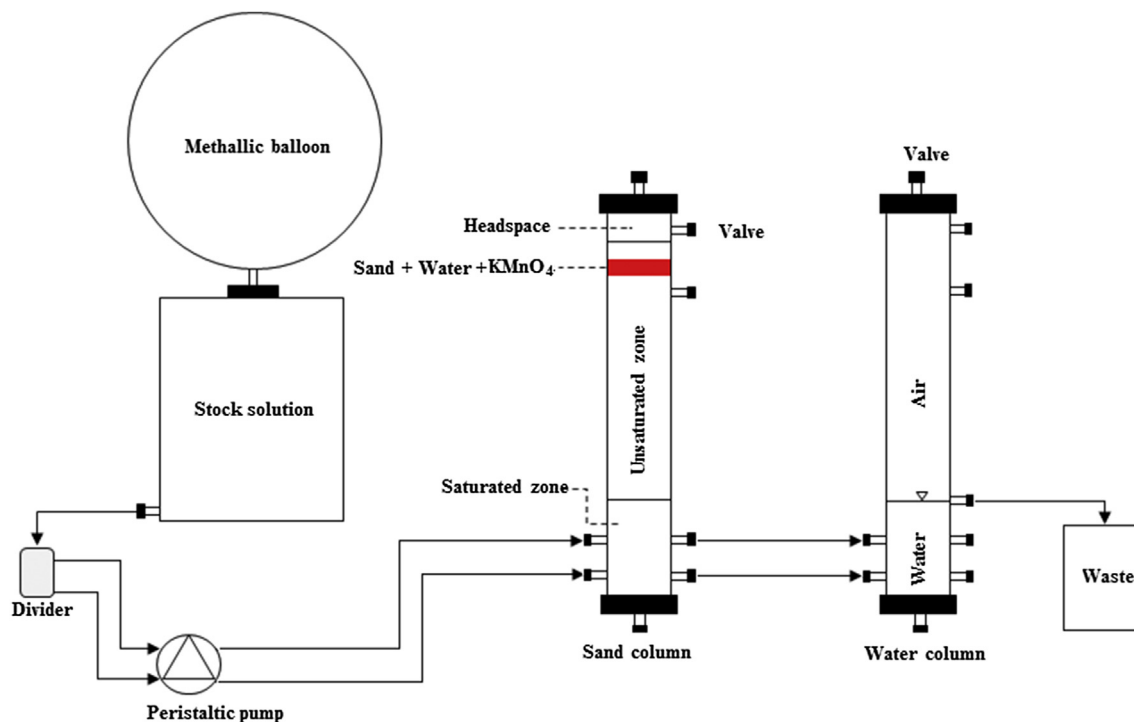 Methallic balloon
Valve
Headspace
Valve
Sand + Water +KMnO4
Unsaturated zone
Air
Stock solution
Saturated zone
Water
Divider
Waste
Sand column
Water column
Peristaltic pump